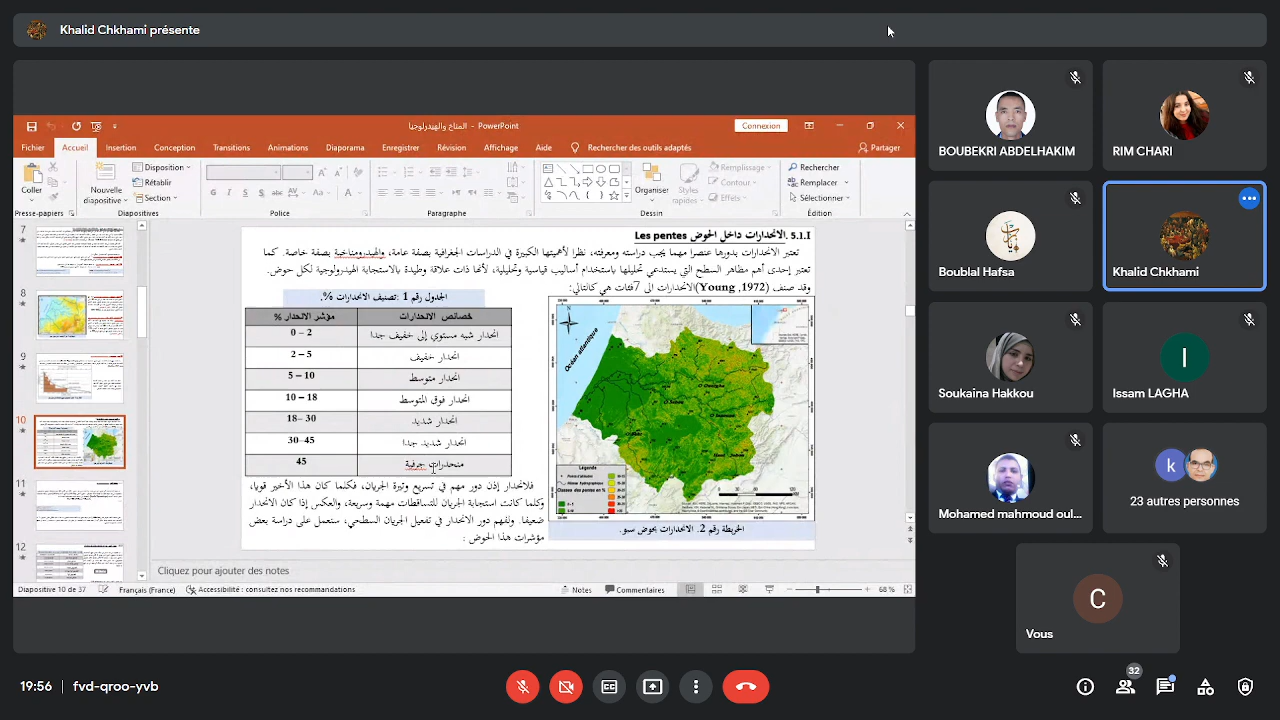 Khalid Chkhami présente
المناخ والهيدرولوجيا - PowerPoint
Connexion
Fichier Accueil Insertion Conception Transitions Animations Diaporama Enregistrer Révision Affichage Aide Rechercher des outils adaptés Partager
Coller
Nouvelle diapositive
Disposition
Rétablir
Section
Organiser
Styles rapides
Remplissage
Contour
Effets
Rechercher
Remplacer
Sélectionner
Presse-papiers Diapositives Police Paragraphe Dessin Édition
7
8
9
10
11
12
5.1.I. الانحدارات داخل الحوض Les pentes
تعتبر الانحدارات بدورها عنصرا مهما يجب دراسته ومعرفته، نظرا لأهميتها الكبيرة في الدراسات الجغرافية بصفة عامة، والهيدرومناخية بصفة خاصة. كما
تعتبر إحدى أهم مظاهر السطح التي يستدعي تحليلها باستخدام أساليب قياسية وتحليلية، لأنها ذات علاقة وطيدة بالاستجابة الهيدرولوجية لكل حوض.
وقد صنف (Young ,1972) الانحدارات الى 7 فئات هي كالتالي:
الجدول رقم 1 :تصنيف الانحدارات %.
خصائص الانحدارات مؤشر الانحدار %
انحدار شبه مستوي إلى خفيف جدا 0 – 2
انحدار خفيف 2 – 5
انحدار متوسط 5 – 10
انحدار فوق المتوسط 10 – 18
انحدار شديد 18– 30
انحدار شديد جدا 30–45
منحدرات جرفية 45
Océan atlantique
O.Ouergha
Légende
Classes des pentes en %
فلانحدار إذن دور مهم في تسريع وتيرة الجريان، فكلما كان هذا الأخير قويا،
وكلما كانت استجابة الجريان للتساقطات مهمة وسريعة، والعكس إذا كان الانحدار
ضعيفا. ولفهم دور الانحدار في تفعيل الجريان السطحي، سنعمل على دراسة بعض
مؤشرات هذا الحوض :
الخريطة رقم 2. الانحدارات بحوض سبو.
Cliquez pour ajouter des notes
Diapositive 10 de 37 Français (France) Accessibilité : consultez nos recommandations Notes Commentaires 68 %
BOUBEKRI ABDELHAKIM
RIM CHARI
Boublal Hafsa
Khalid Chkhami
Soukaina Hakkou
I
Issam LAGHA
Mohamed mahmoud oul...
k
23 autres personnes
C
Vous
19:56 | fvd-qroo-yvb
32